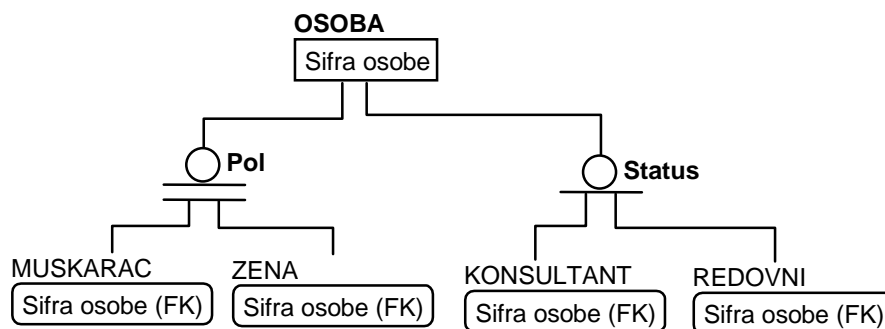 OSOBA
Sifra osobe
Pol
Status
MUSKARAC
ZENA
KONSULTANT
REDOVNI
Sifra osobe (FK)
Sifra osobe (FK)
Sifra osobe (FK)
Sifra osobe (FK)